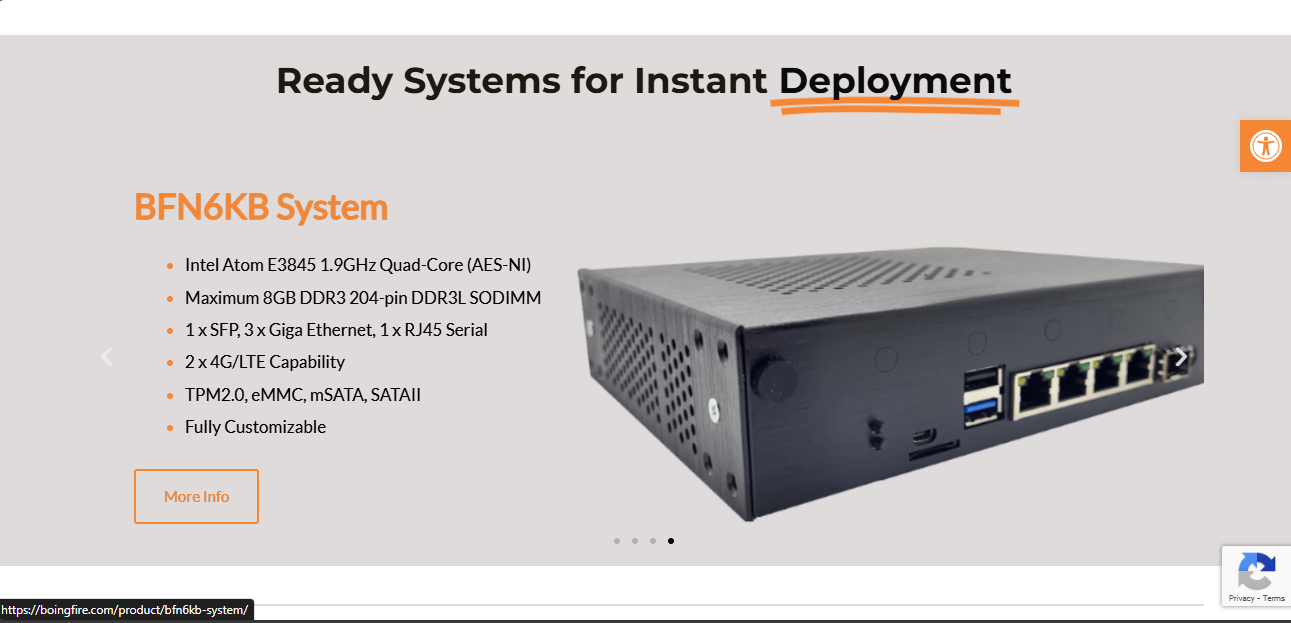 Ready Systems for Instant Deployment
BFN6KB System
Intel Atom E3845 1.9GHz Quad-Core (AES-NI)
Maximum 8GB DDR3 204-pin DDR3L SODIMM
1 x SFP, 3 x Giga Ethernet, 1 x RJ45 Serial
2 x 4G/LTE Capability
TPM2.0, eMMC, mSATA, SATAII
Fully Customizable
More Info
Privacy - Terms
https://boingfire.com/product/bfn6kb-system/